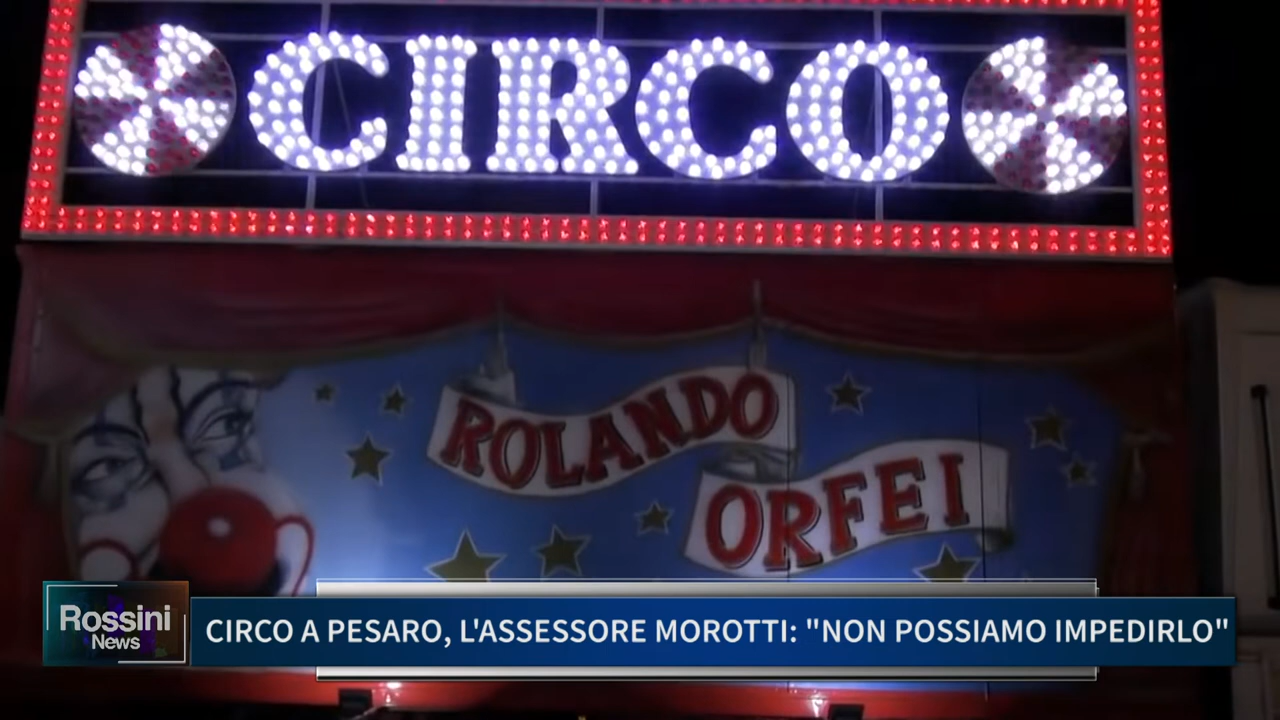 CIRCO
ROLANDO
ORFEI
Rossini
News
CIRCO A PESARO, L'ASSESSORE MOROTTI: "NON POSSIAMO IMPEDIRLO"